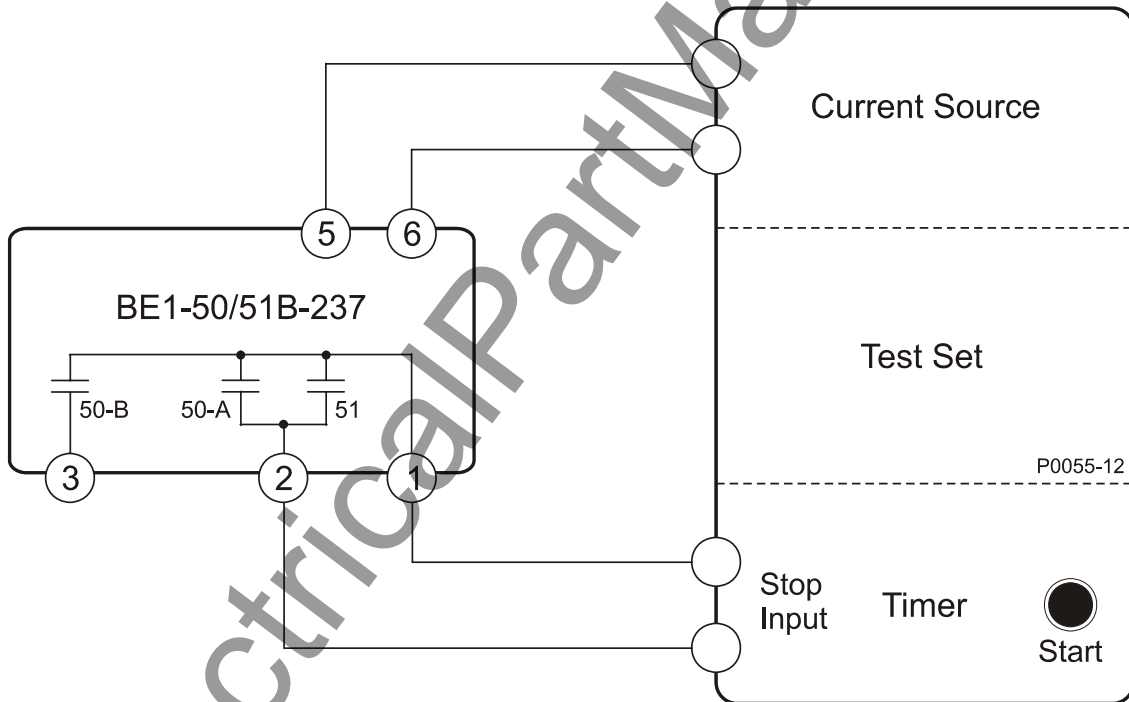 Current Source
5
6
BE1-50/51B-237
50-B
50-A
51
3
2
1
Test Set
P0055-12
Stop
Input
Timer
Start
ctricalPartMa